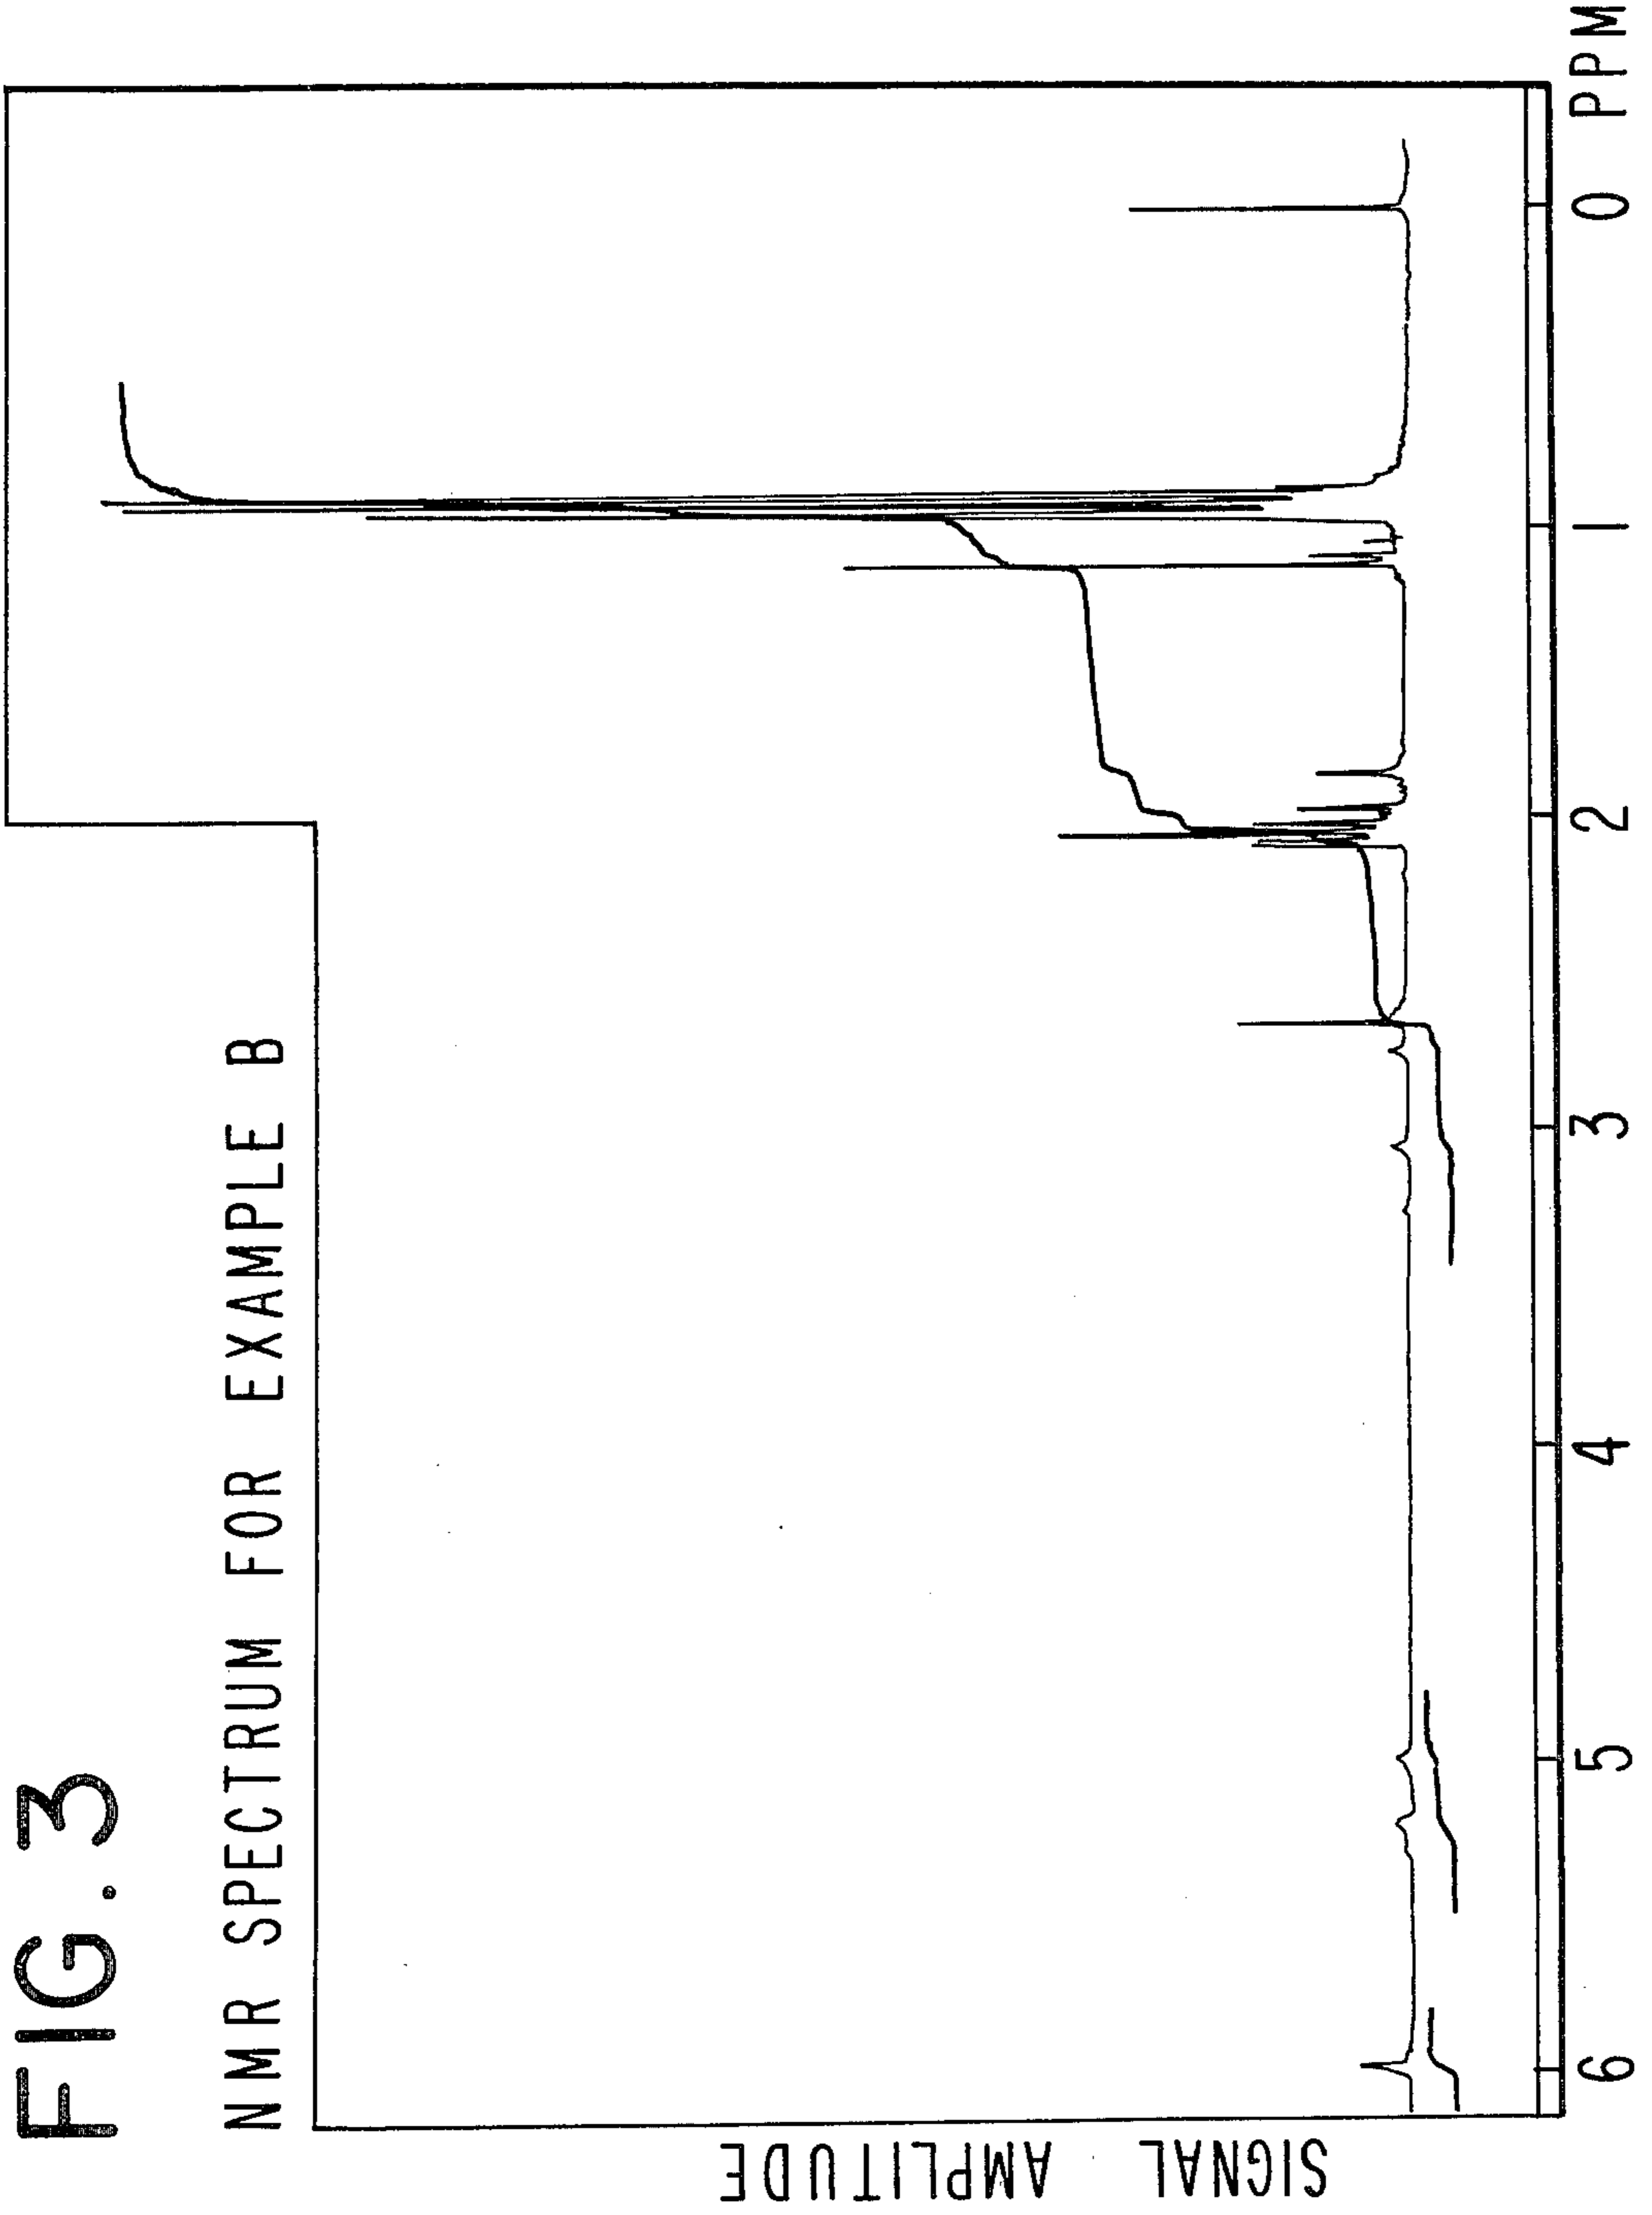 FIG. 3
NMR SPECTRUM FOR EXAMPLE B
SIGNAL AMPLITUDE
6 5 4 3 2 1 0 PPM